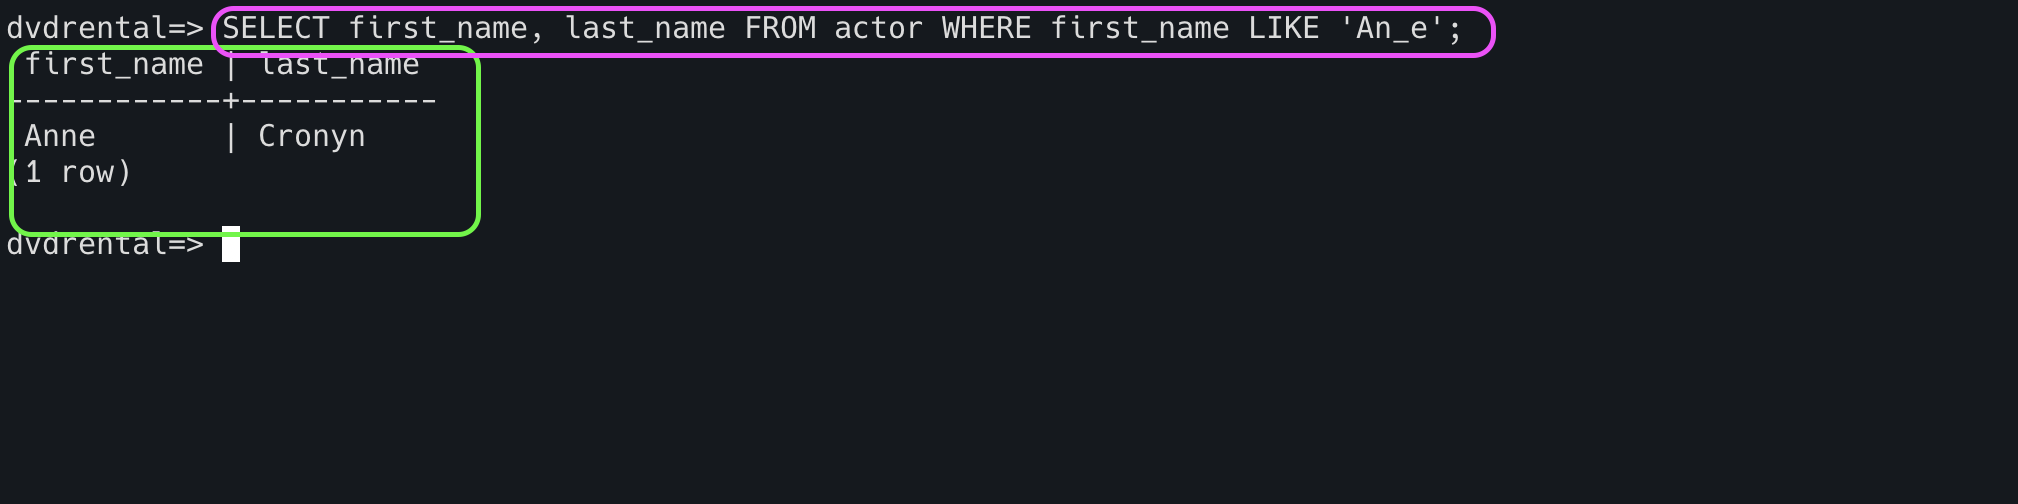 dvdrental=> SELECT first_name, last_name FROM actor WHERE first_name LIKE 'An_e';
 first_name | last_name
------------+-----------
 Anne       | Cronyn
(1 row)
dvdrental=>